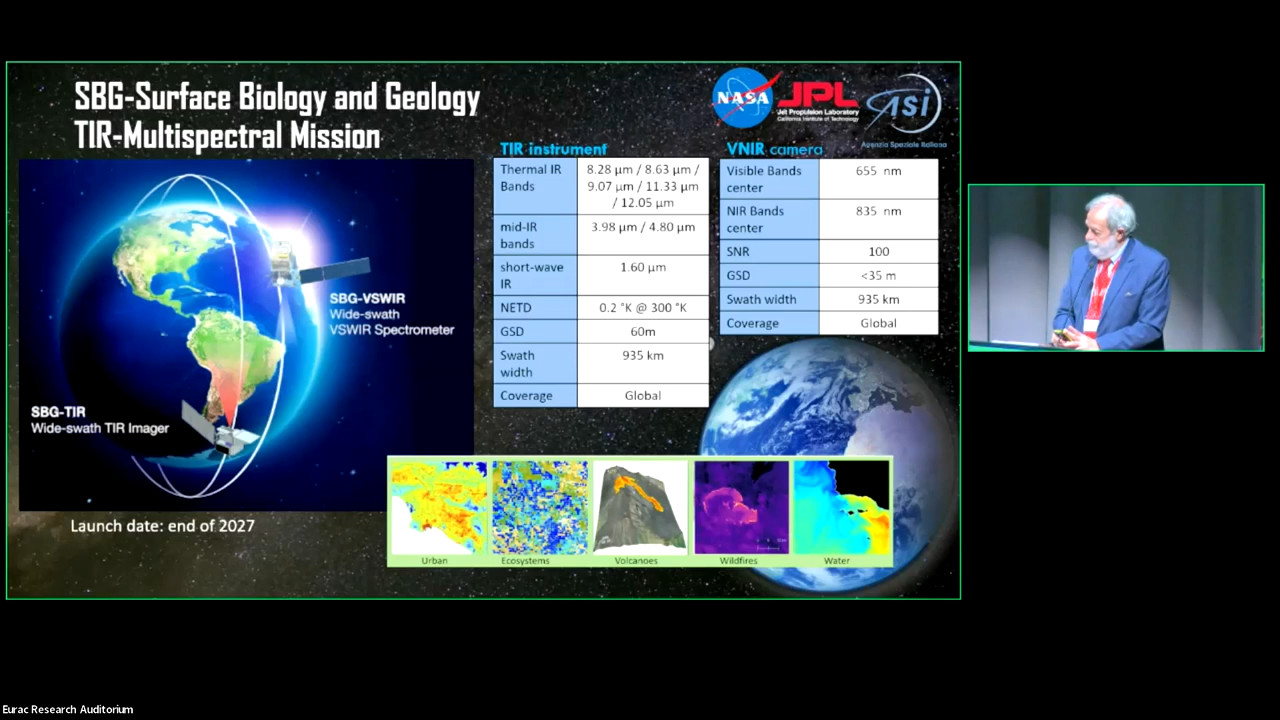 SBG-Surface Biology and Geology
TIR-Multispectral Mission
NASA
JPL
Jet Propulsion Laboratory
California Institute of Technology
ASI
Agenzia Spaziale Italiana
SBG-VSWIR
Wide-swath
VSWIR Spectrometer
SBG-TIR
Wide-swath TIR Imager
Launch date: end of 2027
TIR instrument
Thermal IR
Bands
8.28 µm / 8.63 µm /
9.07 µm / 11.33 µm
/ 12.05 µm
mid-IR
bands
3.98 µm / 4.80 µm
short-wave
IR
1.60 µm
NETD
0.2 °K @ 300 °K
GSD
60m
Swath
width
935 km
Coverage
Global
VNIR camera
Visible Bands
center
655 nm
NIR Bands
center
835 nm
SNR
100
GSD
<35 m
Swath width
935 km
Coverage
Global
Urban
Ecosystems
Volcanoes
Wildfires
Water
Eurac Research Auditorium